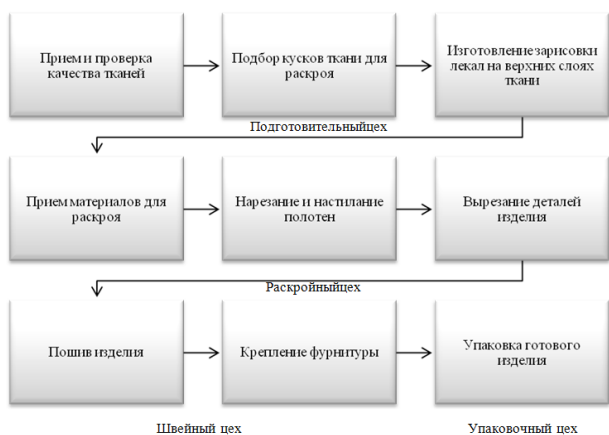 Прием и проверка
качества тканей
Подбор кусков ткани для
раскроя
Изготовление зарисовки
лекал на верхних слоях
ткани
Подготовительныйцех
Прием материалов для
раскроя
Нарезание и настилание
полотен
Вырезание деталей
изделия
Раскройныйцех
Пошив изделия
Крепление фурнитуры
Упаковка готового
изделия
Швейный цех
Упаковочный цех